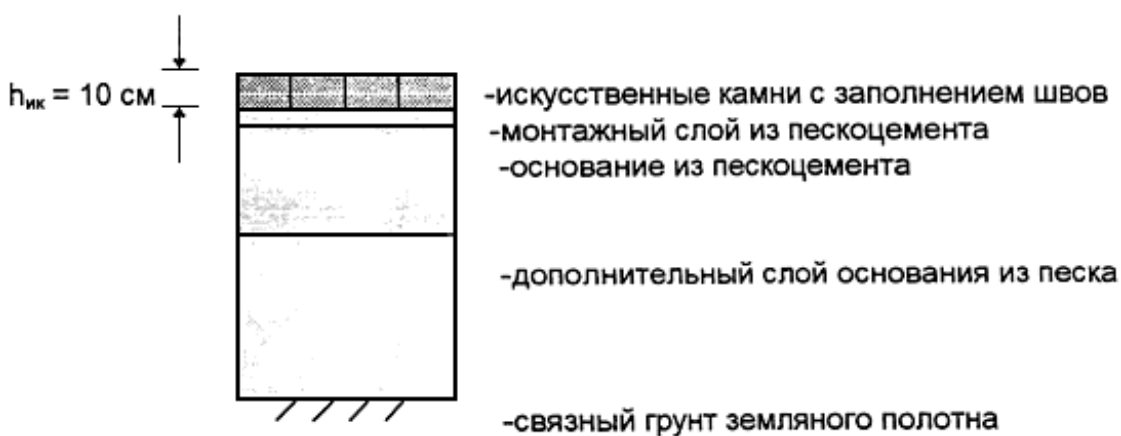 hик = 10 см
-искусственные камни с заполнением швов
-монтажный слой из пескоцемента
-основание из пескоцемента
-дополнительный слой основания из песка
-связный грунт земляного полотна